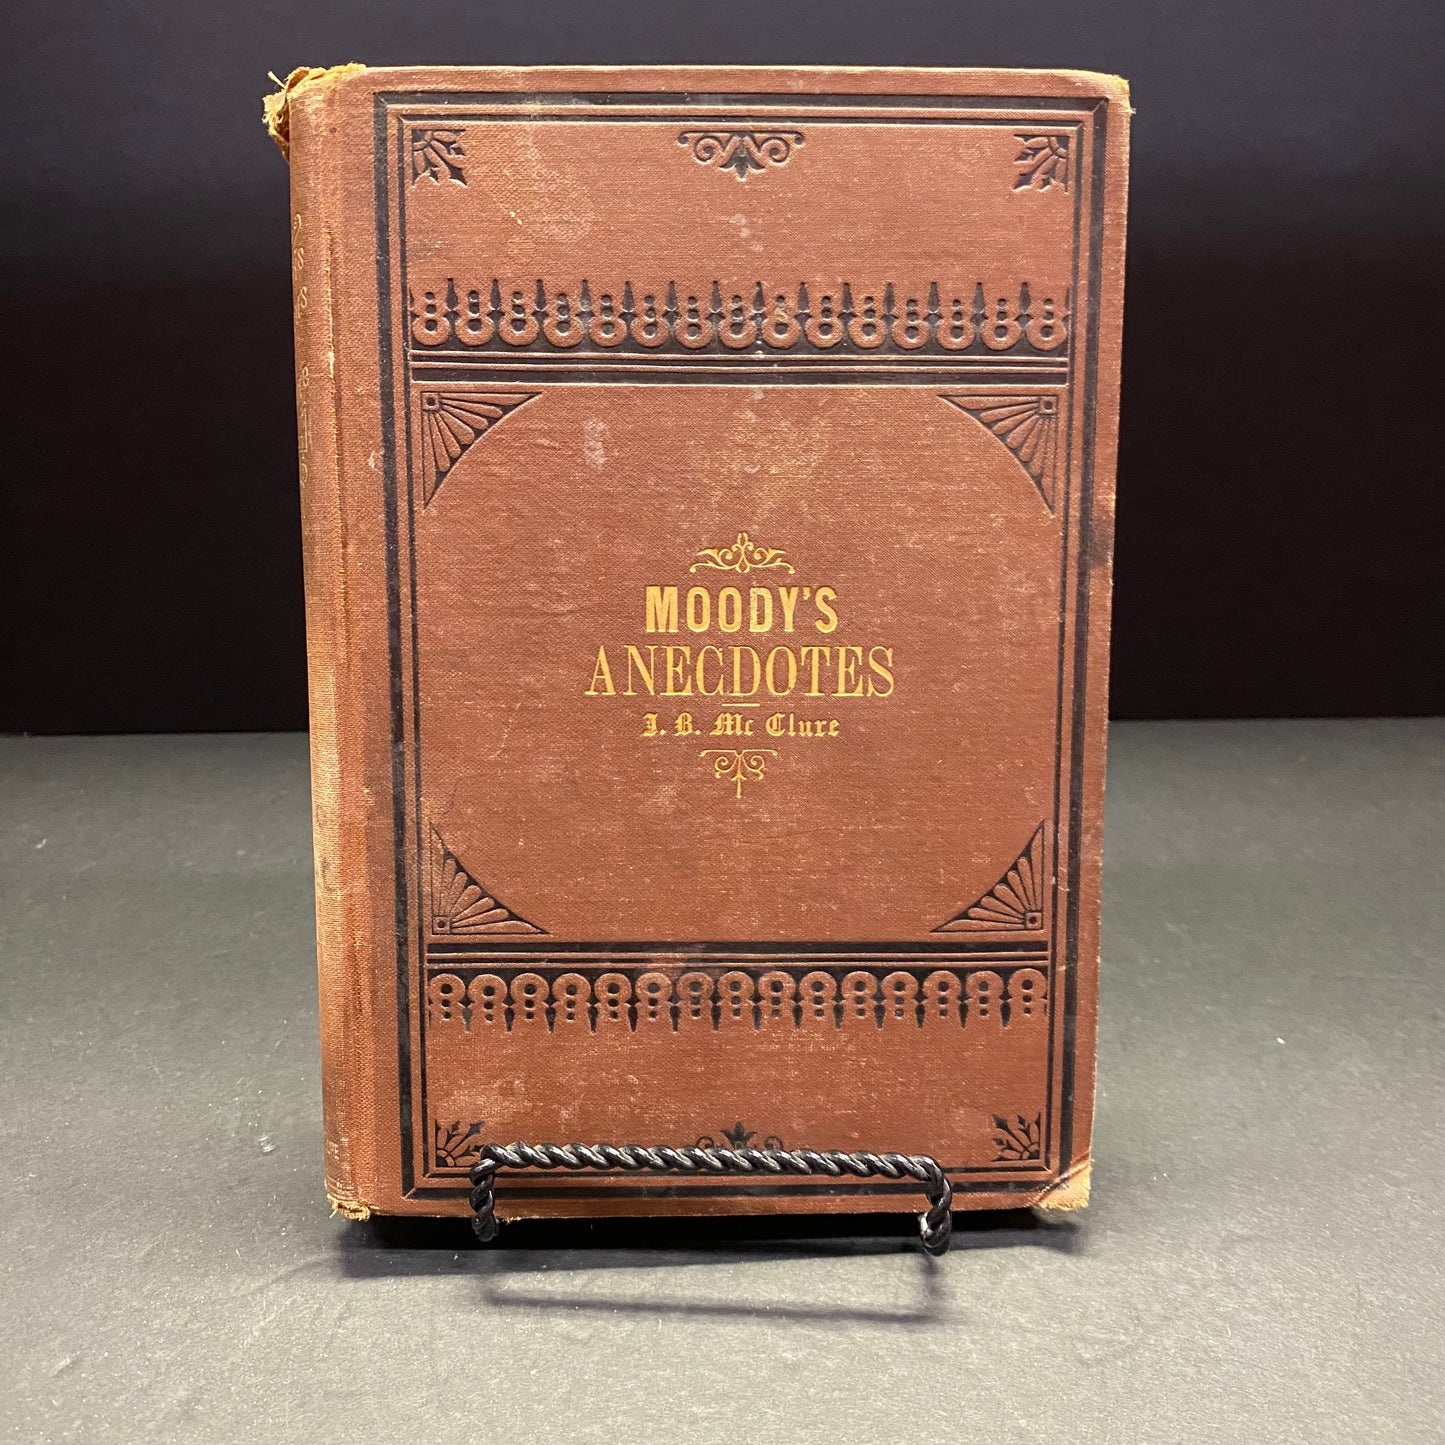 MOODY'S
ANECDOTES
J. B. Mc Clure